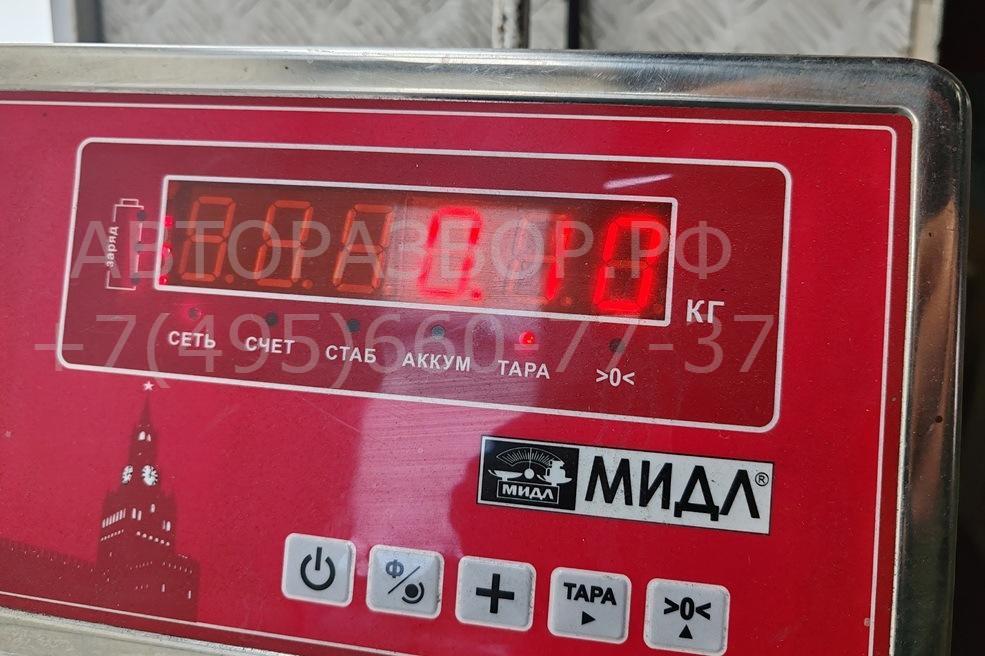 заряд
0.10
КГ
СЕТЬ СЧЕТ СТАБ АККУМ ТАРА >0<
АВТОРАЗБОР.РФ
+7(495)660-77-37
МИДЛ МИДЛ®
Ф
ТАРА
>0<